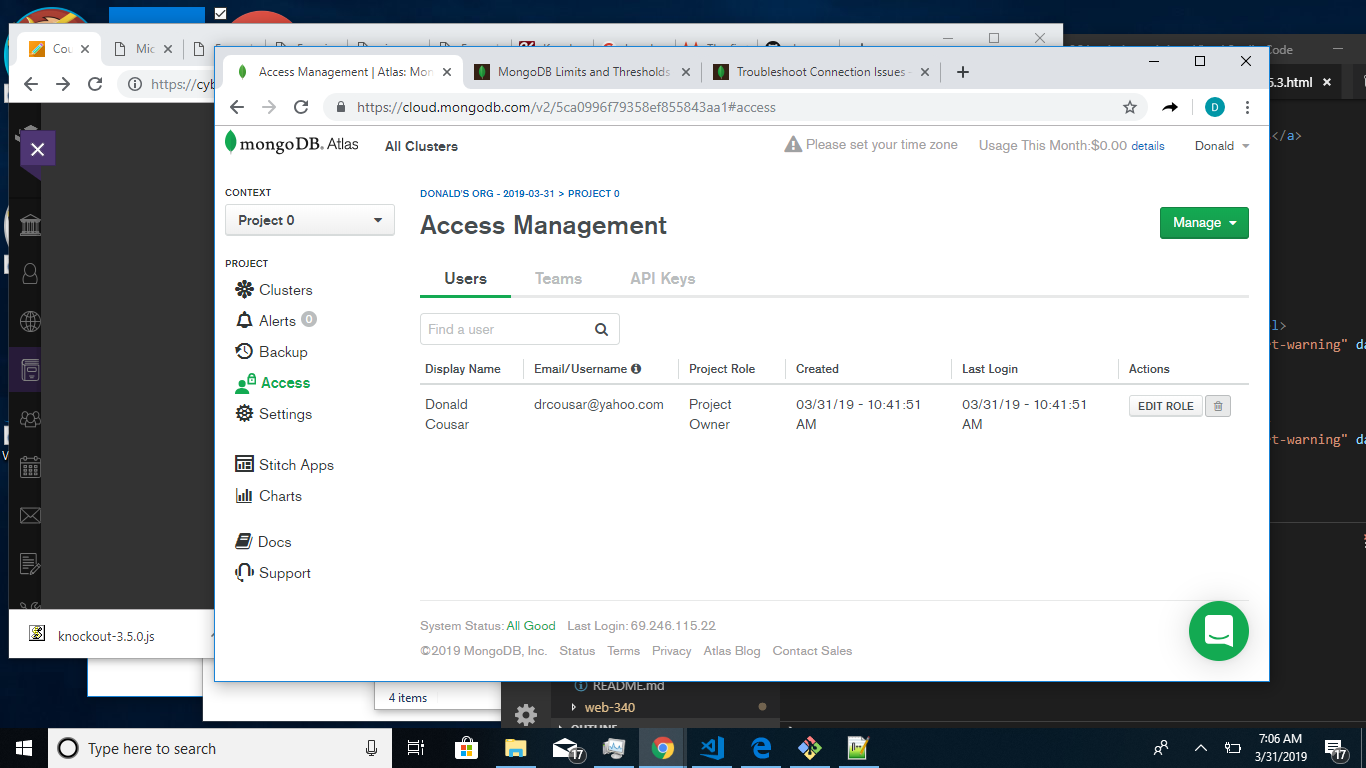 Cou
Mic
Code
Access Management | Atlas: Mon
MongoDB Limits and Thresholds
Troubleshoot Connection Issues -
https://cyb
https://cloud.mongodb.com/v2/5ca0996f79358ef855843aa1#access
D
5.3.html
mongoDB. Atlas
All Clusters
Please set your time zone
Usage This Month:$0.00 details
Donald
</a>
CONTEXT
Project 0
DONALD'S ORG - 2019-03-31 > PROJECT 0
Access Management
Manage
PROJECT
Clusters
Alerts 0
Backup
Access
Settings
Stitch Apps
Charts
Docs
Support
Users
Teams
API Keys
Find a user
Display Name
Email/Username
Project Role
Created
Last Login
Actions
Donald Cousar
drcousar@yahoo.com
Project Owner
03/31/19 - 10:41:51 AM
03/31/19 - 10:41:51 AM
EDIT ROLE
l>
t-warning" da
t-warning" da
System Status: All Good Last Login: 69.246.115.22
©2019 MongoDB, Inc. Status Terms Privacy Atlas Blog Contact Sales
knockout-3.5.0.js
4 items
README.md
web-340
OUTLINE
Type here to search
17
7:06 AM
3/31/2019
17